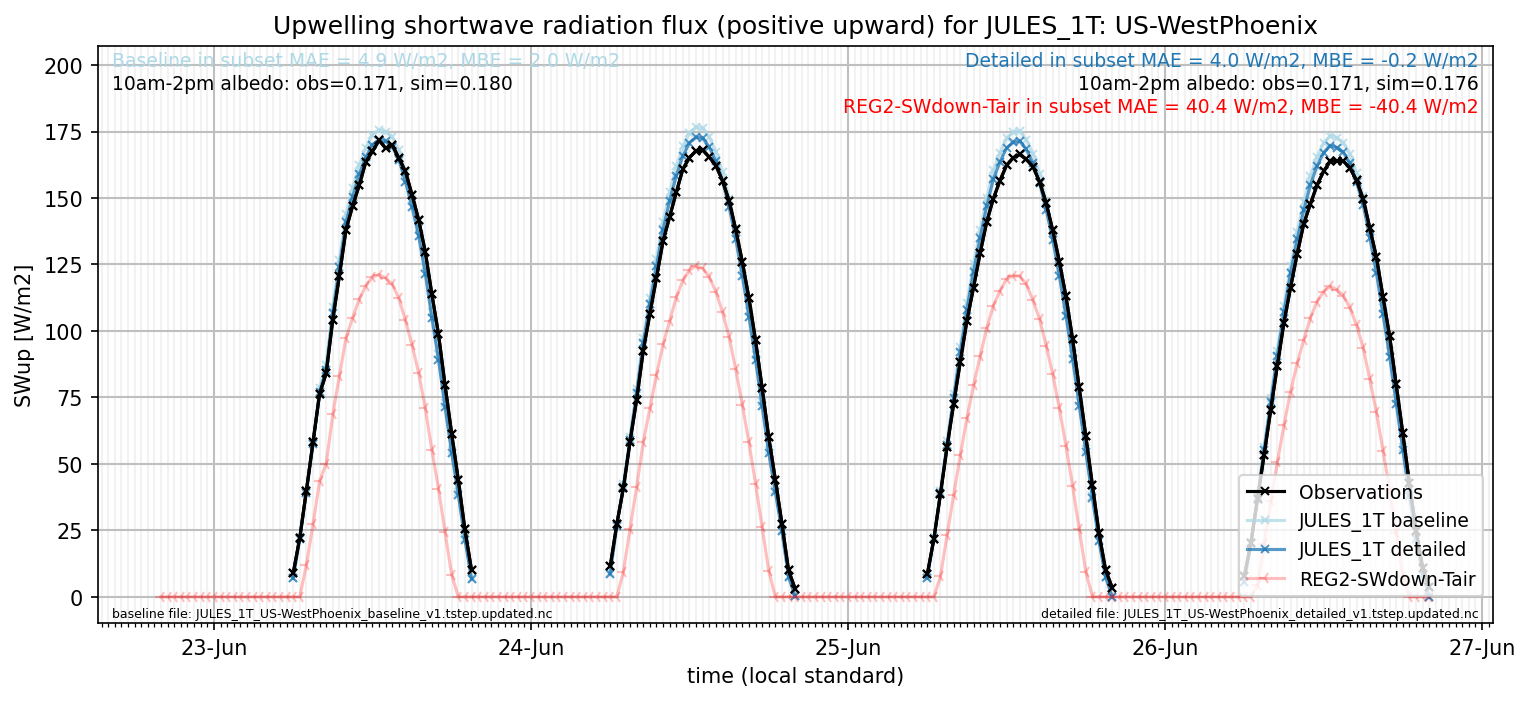 Upwelling shortwave radiation flux (positive upward) for JULES_1T: US-WestPhoenix
Baseline in subset MAE = 4.9 W/m2, MBE = 2.0 W/m2
10am-2pm albedo: obs=0.171, sim=0.180
Detailed in subset MAE = 4.0 W/m2, MBE = -0.2 W/m2
10am-2pm albedo: obs=0.171, sim=0.176
REG2-SWdown-Tair in subset MAE = 40.4 W/m2, MBE = -40.4 W/m2
SWup [W/m2]
200
175
150
125
100
75
50
25
0
Observations
JULES_1T baseline
JULES_1T detailed
REG2-SWdown-Tair
baseline file: JULES_1T_US-WestPhoenix_baseline_v1.tstep.updated.nc
detailed file: JULES_1T_US-WestPhoenix_detailed_v1.tstep.updated.nc
23-Jun 24-Jun 25-Jun 26-Jun 27-Jun
time (local standard)